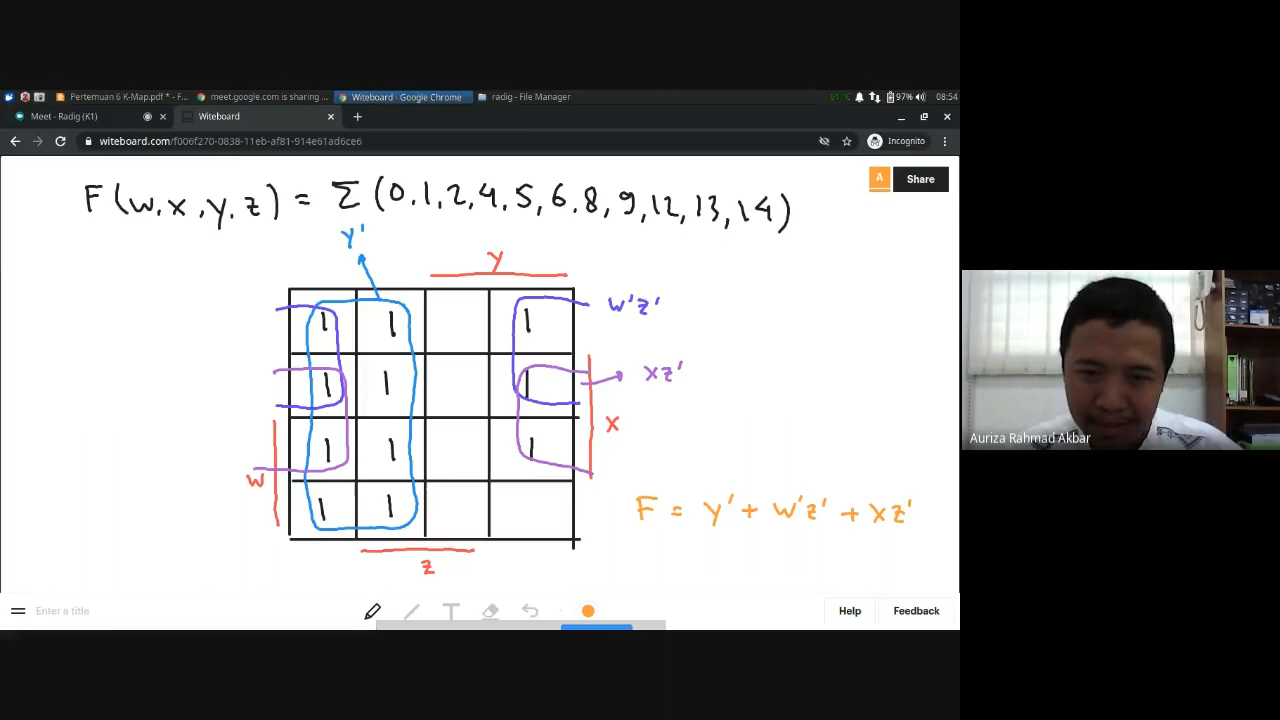 Pertemuan 6 K-Map.pdf * - F...
meet.google.com is sharing ...
Witeboard - Google Chrome
radig - File Manager
61°C
97%
08:54
Meet - Radig (K1)
Witeboard
witeboard.com/f006f270-0838-11eb-af81-914e61ad6ce6
Incognito
F(w,x,y,z) = Σ (0,1,2,4,5,6,8,9,12,13,14)
A
Share
y'
y
1 1 1
w'z'
1 1 1
xz'
x
1 1 1
w
1 1
F = y' + w'z' + xz'
z
Auriza Rahmad Akbar
Enter a title
T
Help
Feedback